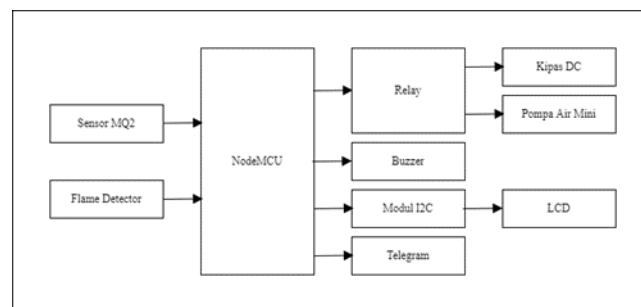 Sensor MQ2
Flame Detector
NodeMCU
Relay
Buzzer
Modul I2C
Telegram
Kipas DC
Pompa Air Mini
LCD